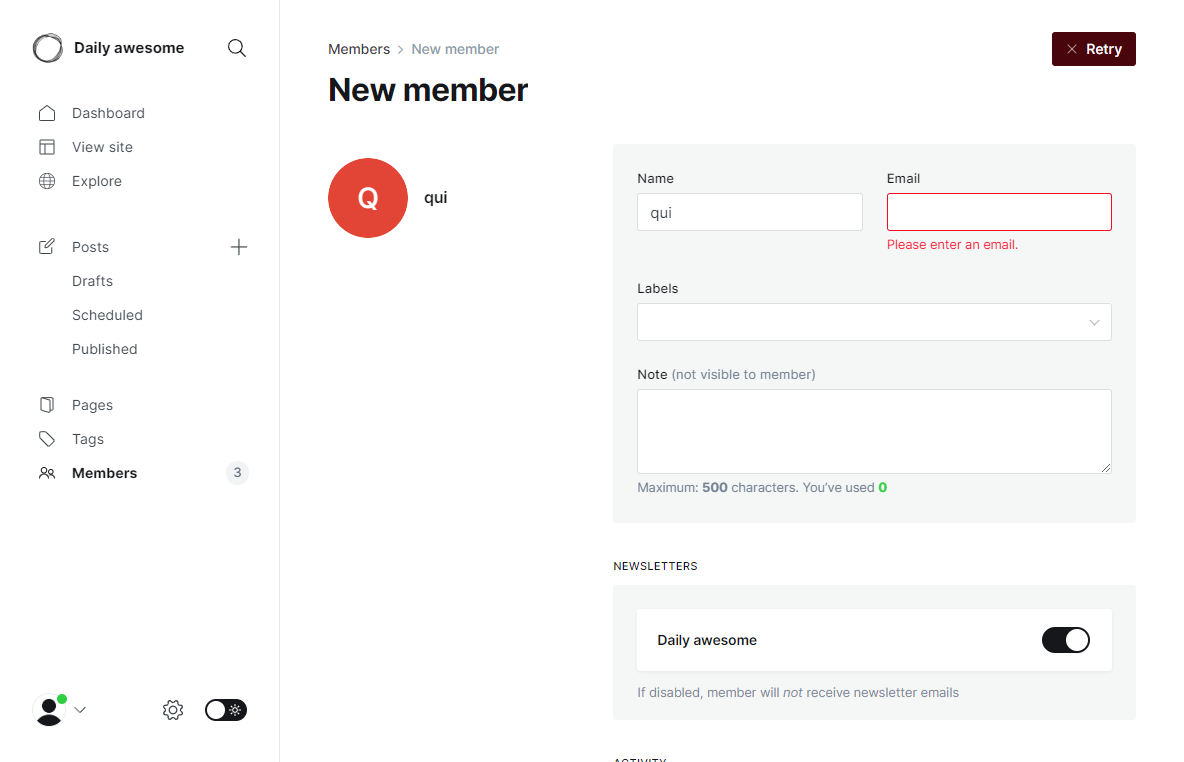 Daily awesome
Dashboard
View site
Explore
Posts
Drafts
Scheduled
Published
Pages
Tags
Members 3
Members New member
Retry
New member
Q qui
Name
qui
Email
Please enter an email.
Labels
Note (not visible to member)
Maximum: 500 characters. You’ve used 0
NEWSLETTERS
Daily awesome
If disabled, member will not receive newsletter emails
ACTIVITY